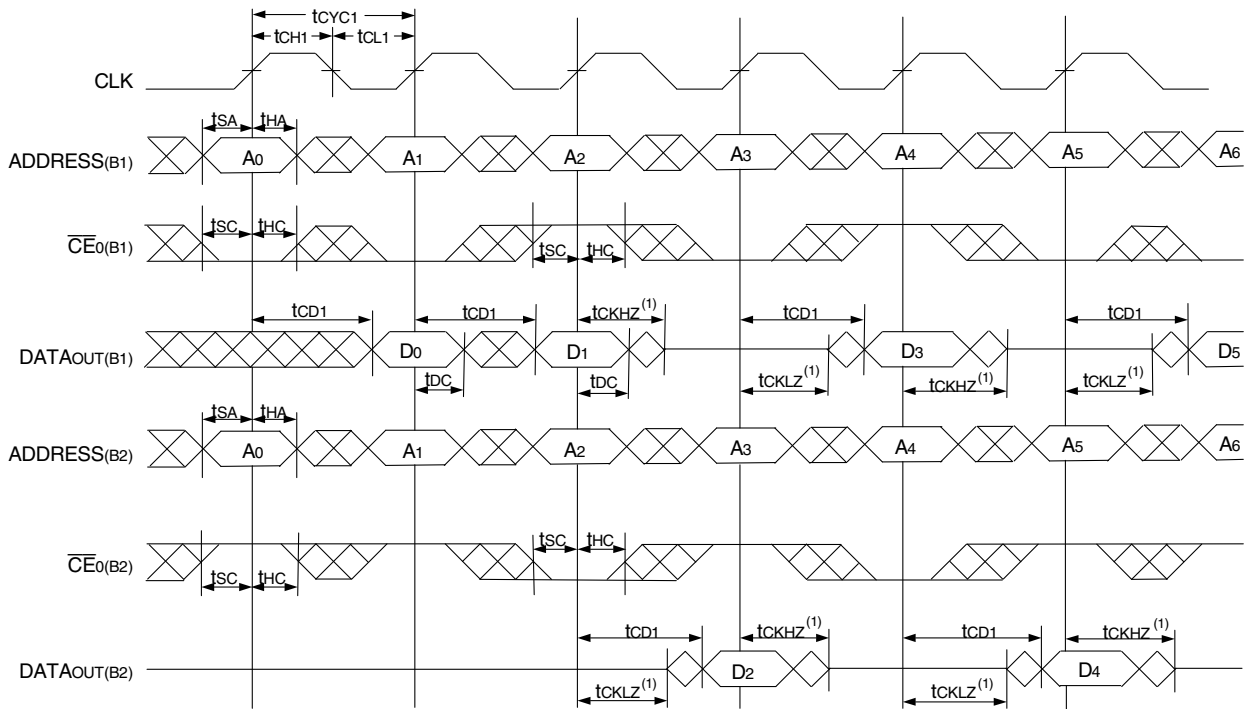 tCYC1
tCH1 tCL1
CLK
tSA tHA
ADDRESS(B1) A0 A1 A2 A3 A4 A5 A6
tSC tHC
CE0(B1) tSC tHC
tCD1 tCD1 tCKHZ(1) tCD1 tCD1
DATAOUT(B1) D0 D1 D3 D5
tDC tDC tCKLZ(1) tCKHZ(1) tCKLZ(1)
tSA tHA
ADDRESS(B2) A0 A1 A2 A3 A4 A5 A6
tSC tHC
CE0(B2)
tSC tHC
tCD1 tCKHZ(1) tCD1 tCKHZ(1)
DATAOUT(B2) D2 D4
tCKLZ(1) tCKLZ(1)